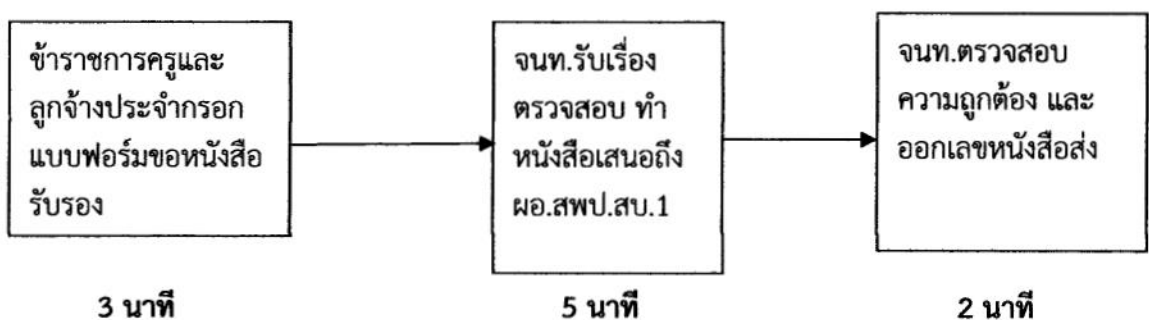 ข้าราชการครูและ
ลูกจ้างประจำกรอก
แบบฟอร์มขอหนังสือ
รับรอง
จนท.รับเรื่อง
ตรวจสอบ ทำ
หนังสือเสนอถึง
ผอ.สพป.สบ.1
จนท.ตรวจสอบ
ความถูกต้อง และ
ออกเลขหนังสือส่ง
3 นาที
5 นาที
2 นาที